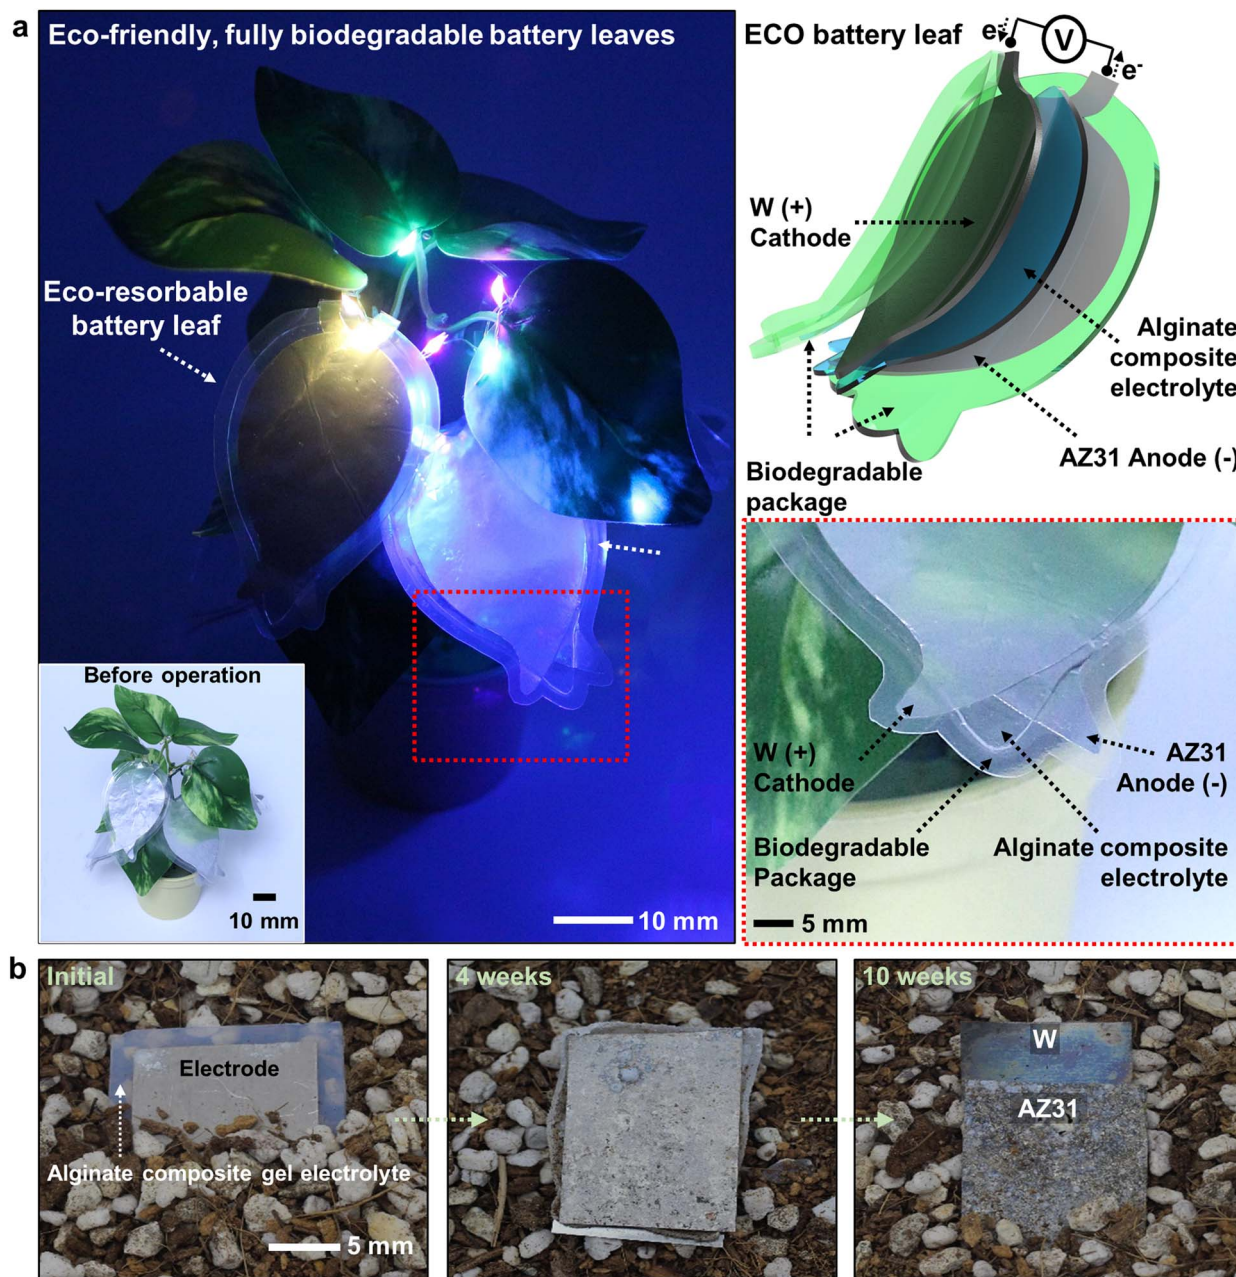 a
Eco-friendly, fully biodegradable battery leaves
Eco-resorbable
battery leaf
Before operation
10 mm
10 mm
ECO battery leaf
e-
V
e-
W (+)
Cathode
Alginate
composite
electrolyte
AZ31 Anode (-)
Biodegradable
package
W (+)
Cathode
AZ31
Anode (-)
Biodegradable
Package
Alginate composite
electrolyte
5 mm
b
Initial
Electrode
Alginate composite gel electrolyte
5 mm
4 weeks
10 weeks
W
AZ31